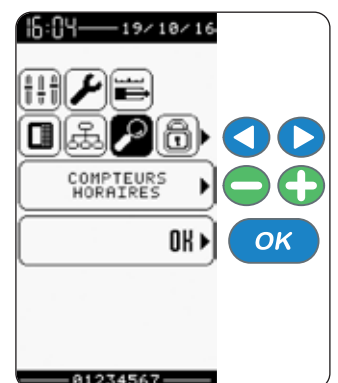 16:04 19/10/16
COMPTEURS
HORAIRES
OK
OK
01234567